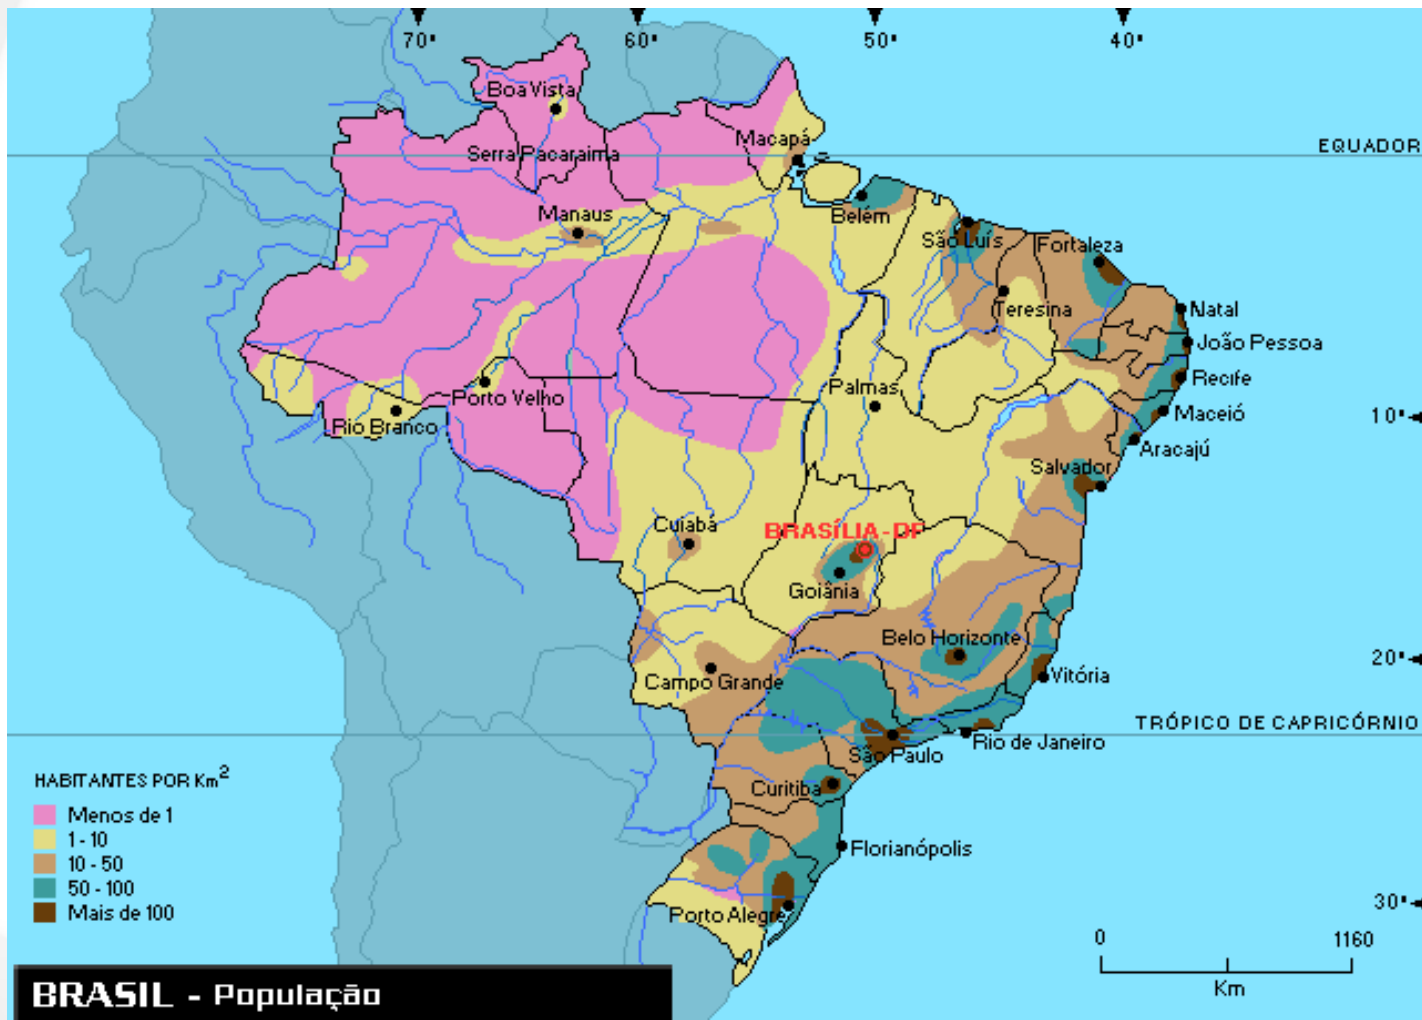 70°
60°
50°
40°
Boa Vista
Macapá
EQUADOR
Serra Pacaraima
Manaus
Belém
São Luís
Fortaleza
Teresina
Natal
João Pessoa
Porto Velho
Palmas
Recife
Rio Branco
Maceió
10°
Aracajú
Salvador
Cuiabá
BRASÍLIA-DF
Goiânia
Belo Horizonte
20°
Campo Grande
Vitória
TRÓPICO DE CAPRICÓRNIO
Rio de Janeiro
São Paulo
HABITANTES POR Km²
Curitiba
Menos de 1
1 - 10
Florianópolis
10 - 50
50 - 100
30°
Mais de 100
Porto Alegre
0 1160
Km
BRASIL - População